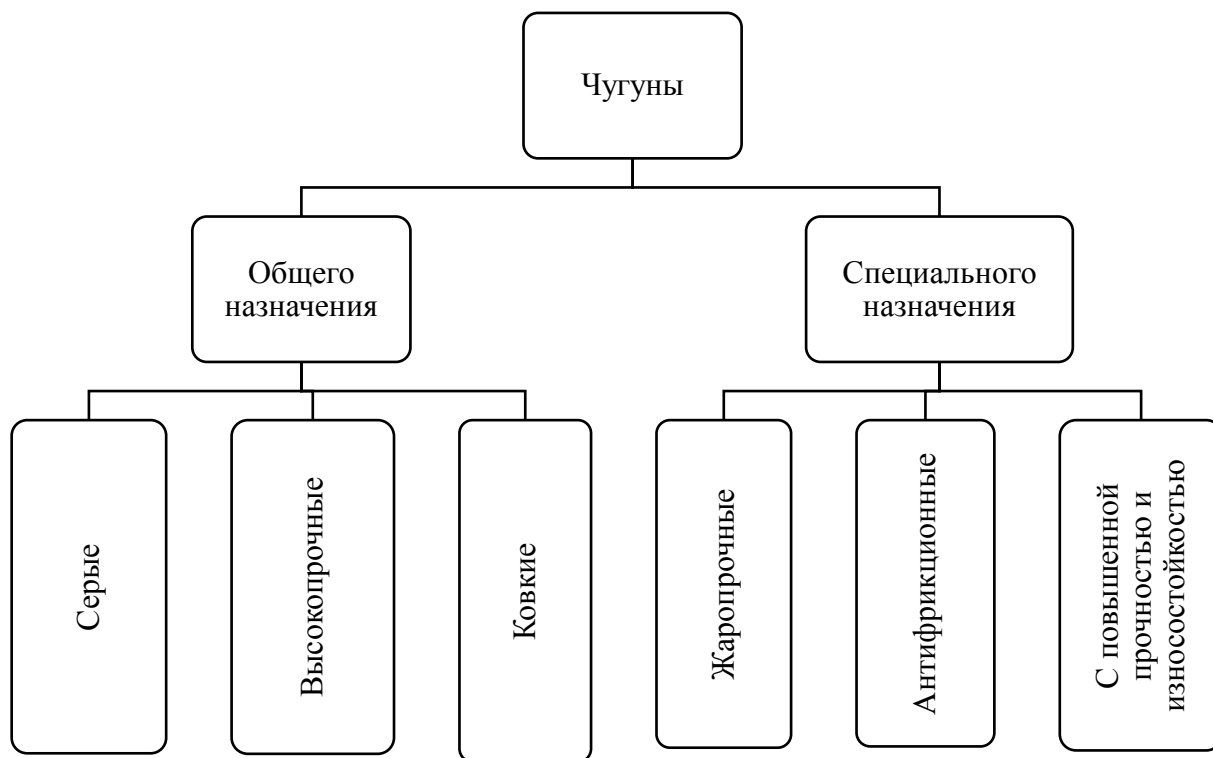 Чугуны
Общего
назначения
Специального
назначения
Серые
Высокопрочные
Ковкие
Жаропрочные
Антифрикционные
С повышенной
прочностью и
износостойкостью